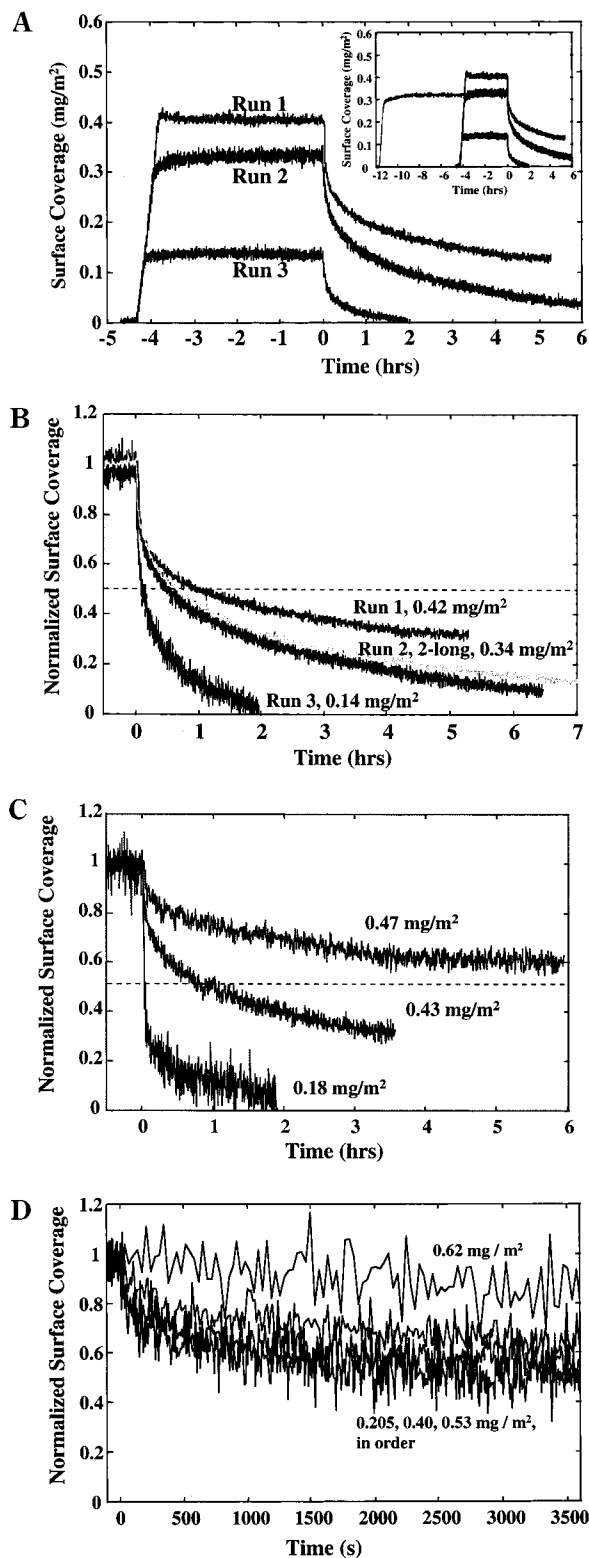 A
Surface Coverage (mg/m²)
0.6
0.5
0.4
0.3
0.2
0.1
0
Run 1
Run 2
Run 3
-5 -4 -3 -2 -1 0 1 2 3 4 5 6
Time (hrs)
Surface Coverage (mg/m²)
0.6
0.5
0.4
0.3
0.2
0.1
0
-12 -10 -8 -6 -4 -2 0 2 4 6
Time (hrs)
B
Normalized Surface Coverage
1.2
1
0.8
0.6
0.4
0.2
0
Run 1, 0.42 mg/m²
Run 2, 2-long, 0.34 mg/m²
Run 3, 0.14 mg/m²
0 1 2 3 4 5 6 7
Time (hrs)
C
Normalized Surface Coverage
1.2
1
0.8
0.6
0.4
0.2
0
0.47 mg/m²
0.43 mg/m²
0.18 mg/m²
0 1 2 3 4 5 6
Time (hrs)
D
Normalized Surface Coverage
1.2
1
0.8
0.6
0.4
0.2
0
0.62 mg / m²
0.205, 0.40, 0.53 mg / m²,
in order
0 500 1000 1500 2000 2500 3000 3500
Time (s)